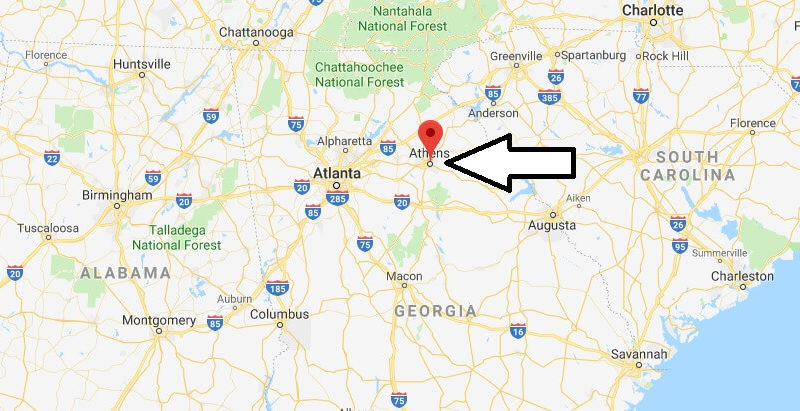 Nantahala
National Forest
Charlotte
Chattanooga
Florence
Huntsville
Greenville
Spartanburg
Rock Hill
Chattahoochee
National Forest
26
85
385
77
59
75
Anderson
Florence
22
Alpharetta
85
Athens
SOUTH
CAROLINA
Atlanta
20
20
Birmingham
285
20
Aiken
85
Augusta
26
Tuscaloosa
Talladega
National Forest
75
95
Summerville
20
ALABAMA
Macon
Charleston
185
Auburn
GEORGIA
Montgomery
85
Columbus
16
Savannah
75